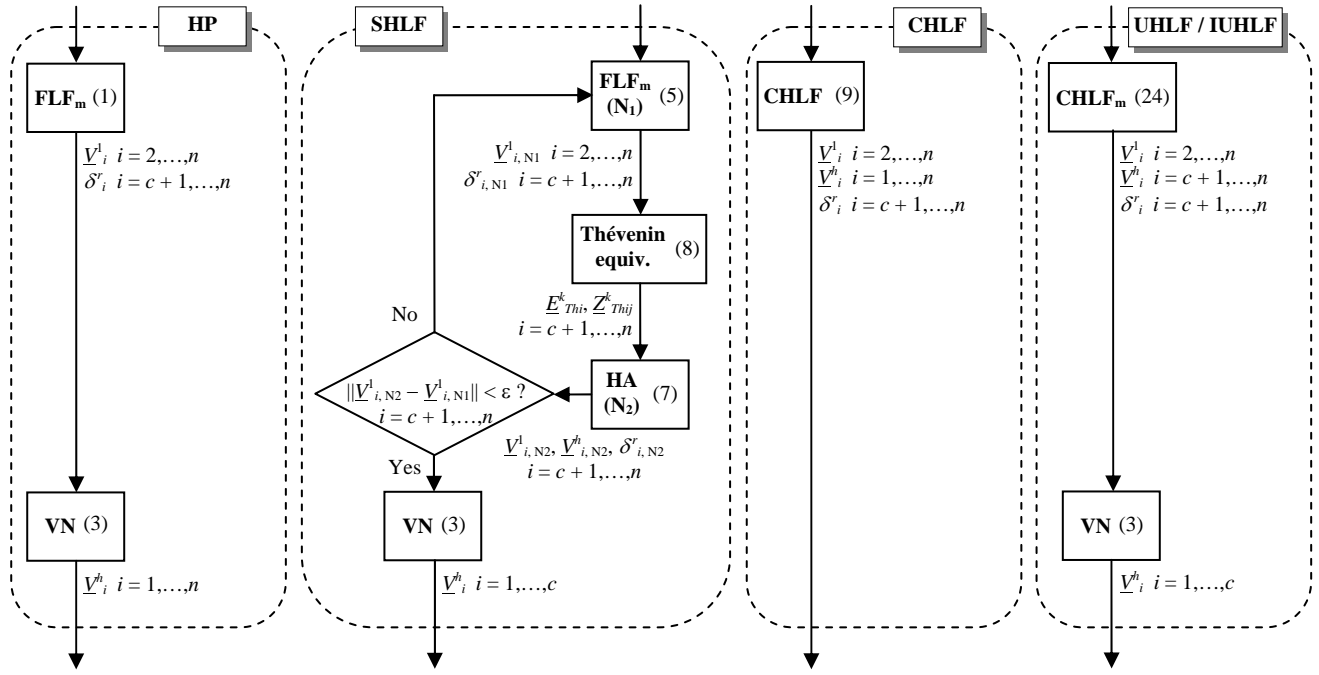 HP
FLFm (1)
V¹i i = 2,…,n
δʳi i = c + 1,…,n
VN (3)
Vʰi i = 1,…,n
SHLF
FLFm
(N1)
(5)
V¹i, N1 i = 2,…,n
δʳi, N1 i = c + 1,…,n
Thévenin
equiv.
(8)
EᵏThi, ZᵏThij
i = c + 1,…,n
HA
(N2)
(7)
V¹i, N2, Vʰi, N2, δʳi, N2
i = c + 1,…,n
||V¹i, N2 – V¹i, N1|| < ε ?
i = c + 1,…,n
No
Yes
VN (3)
Vʰi i = 1,…,c
CHLF
CHLF (9)
V¹i i = 2,…,n
Vʰi i = 1,…,n
δʳi i = c + 1,…,n
UHLF / IUHLF
CHLFm (24)
V¹i i = 2,…,n
Vʰi i = c + 1,…,n
δʳi i = c + 1,…,n
VN (3)
Vʰi i = 1,…,c